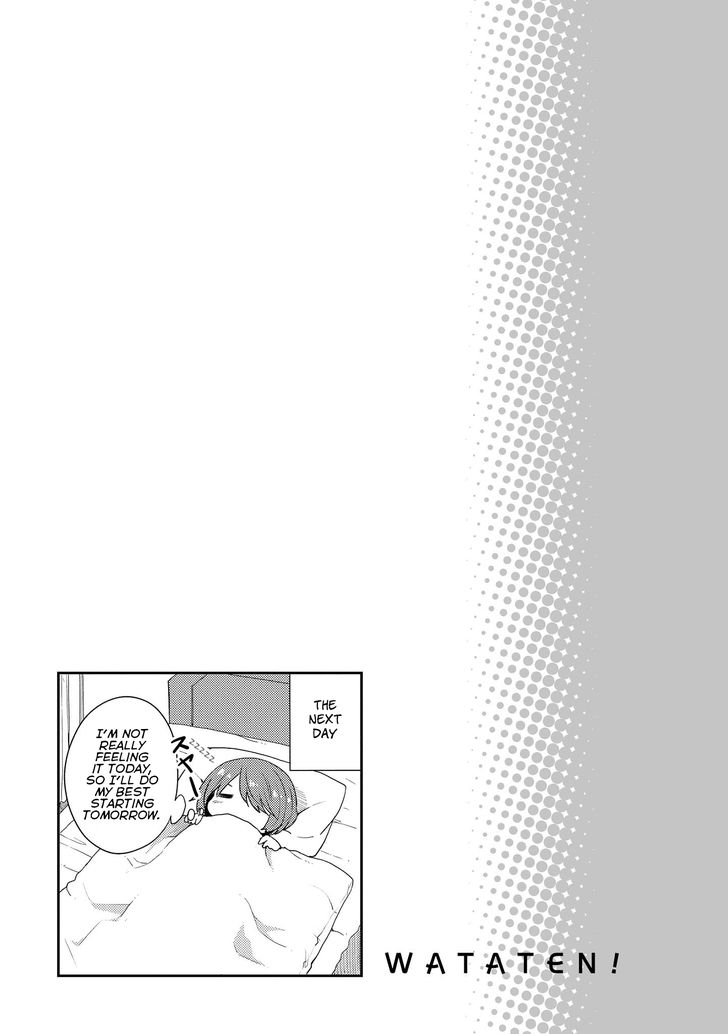 THE
NEXT
DAY
I'M NOT
REALLY
FEELING
IT TODAY,
SO I'LL DO
MY BEST
STARTING
TOMORROW.
スヤー
zzzzz
WATATEN!